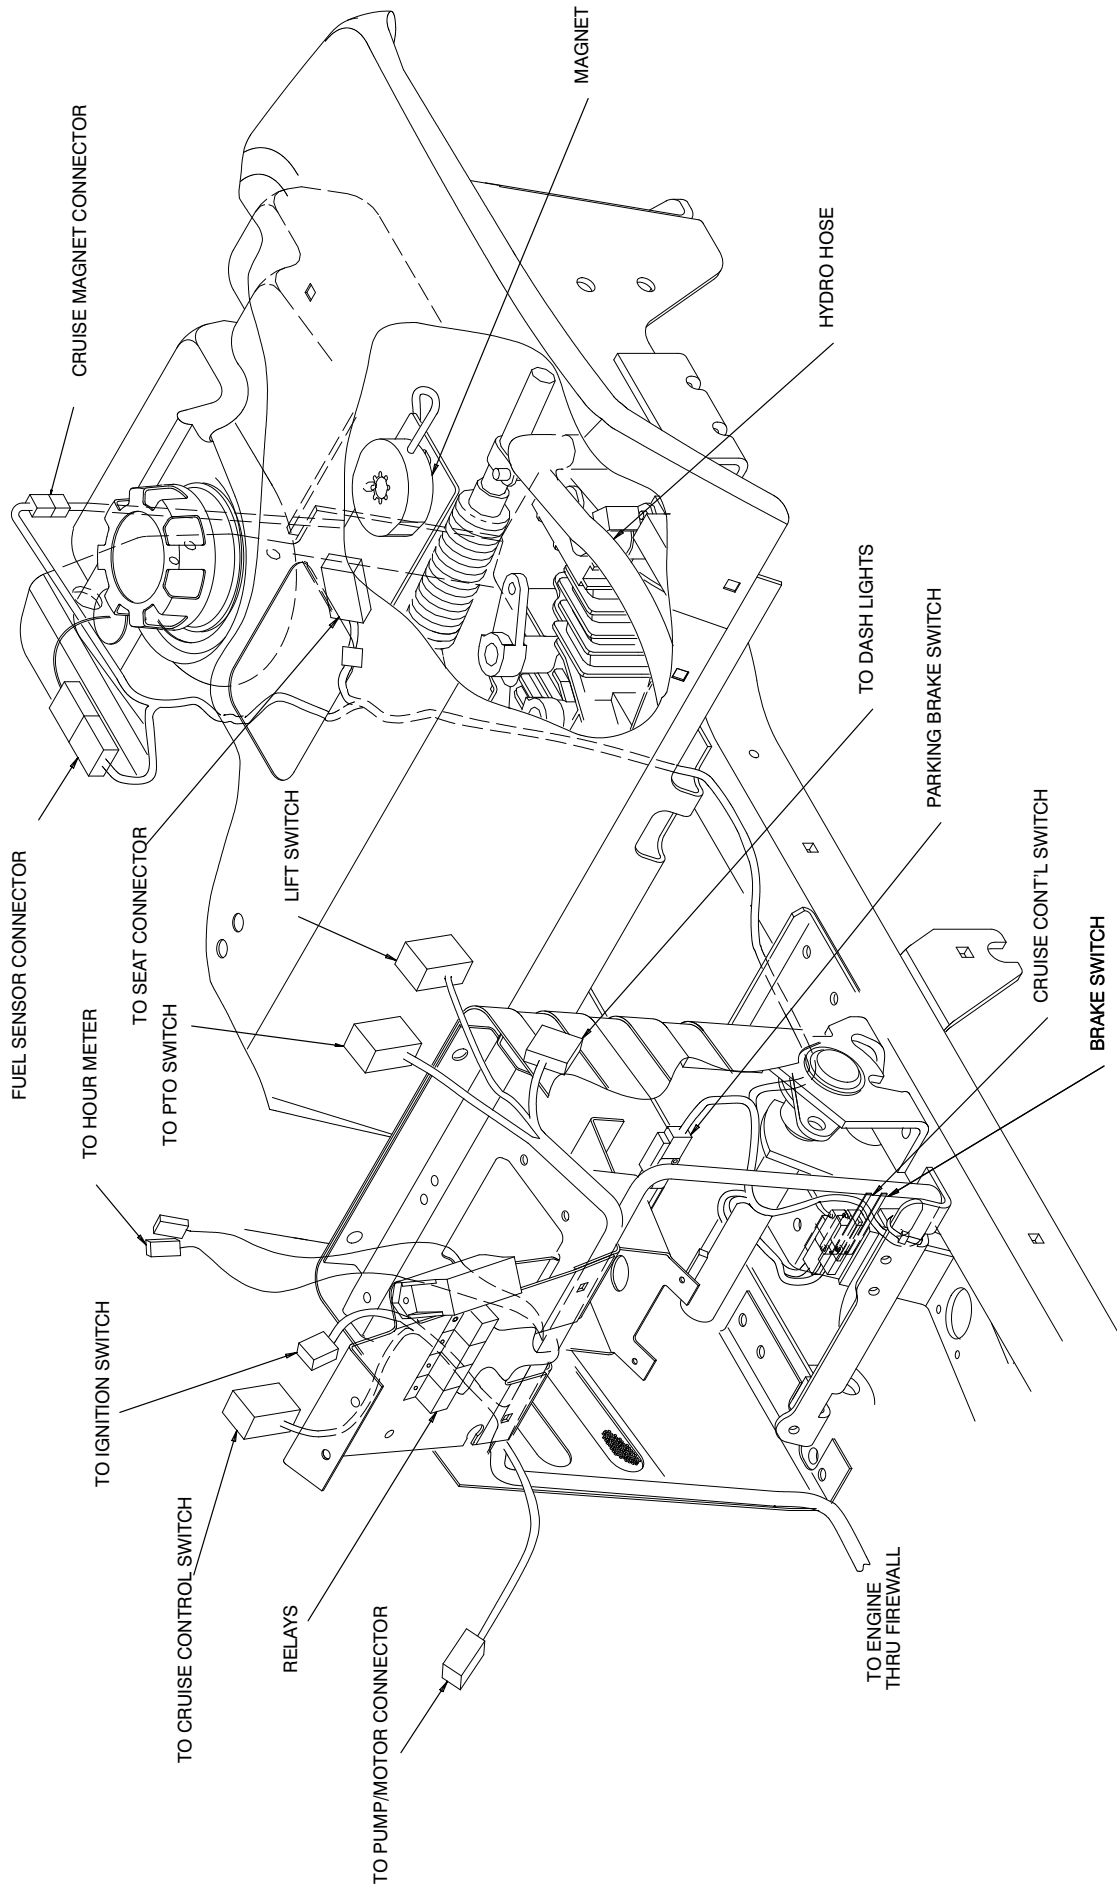 FUEL SENSOR CONNECTOR
CRUISE MAGNET CONNECTOR
TO HOUR METER
TO SEAT CONNECTOR
TO PTO SWITCH
MAGNET
LIFT SWITCH
TO IGNITION SWITCH
TO CRUISE CONTROL SWITCH
HYDRO HOSE
RELAYS
TO DASH LIGHTS
TO PUMP/MOTOR CONNECTOR
PARKING BRAKE SWITCH
TO ENGINE
THRU FIREWALL
CRUISE CONT'L SWITCH
BRAKE SWITCH